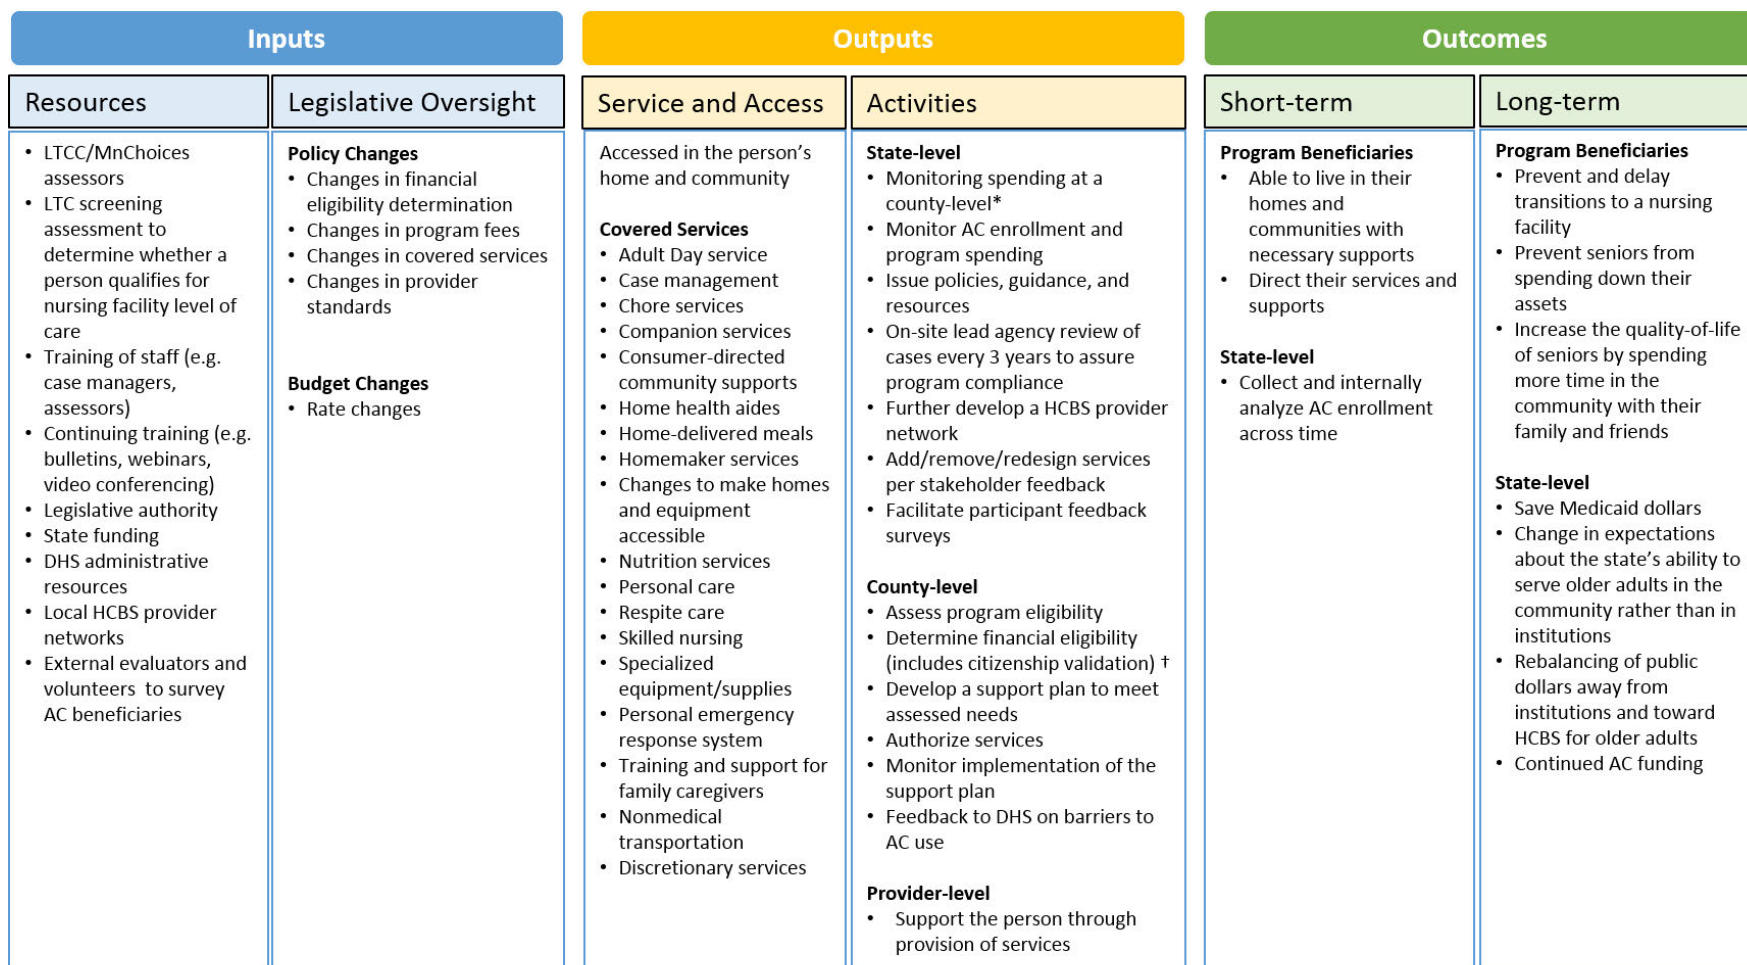 Inputs
Outputs
Outcomes
Resources
Legislative Oversight
Service and Access
Activities
Short-term
Long-term
• LTCC/MnChoices
assessors
• LTC screening
assessment to
determine whether a
person qualifies for
nursing facility level of
care
• Training of staff (e.g.
case managers,
assessors)
• Continuing training (e.g.
bulletins, webinars,
video conferencing)
• Legislative authority
• State funding
• DHS administrative
resources
• Local HCBS provider
networks
• External evaluators and
volunteers to survey
AC beneficiaries
Policy Changes
• Changes in financial
eligibility determination
• Changes in program fees
• Changes in covered services
• Changes in provider
standards
Budget Changes
• Rate changes
Accessed in the person's
home and community
Covered Services
• Adult Day service
• Case management
• Chore services
• Companion services
• Consumer-directed
community supports
• Home health aides
• Home-delivered meals
• Homemaker services
• Changes to make homes
and equipment
accessible
• Nutrition services
• Personal care
• Respite care
• Skilled nursing
• Specialized
equipment/supplies
• Personal emergency
response system
• Training and support for
family caregivers
• Nonmedical
transportation
• Discretionary services
State-level
• Monitoring spending at a
county-level*
• Monitor AC enrollment and
program spending
• Issue policies, guidance, and
resources
• On-site lead agency review of
cases every 3 years to assure
program compliance
• Further develop a HCBS provider
network
• Add/remove/redesign services
per stakeholder feedback
• Facilitate participant feedback
surveys
County-level
• Assess program eligibility
• Determine financial eligibility
(includes citizenship validation) †
• Develop a support plan to meet
assessed needs
• Authorize services
• Monitor implementation of the
support plan
• Feedback to DHS on barriers to
AC use
Provider-level
• Support the person through
provision of services
Program Beneficiaries
• Able to live in their
homes and
communities with
necessary supports
• Direct their services and
supports
State-level
• Collect and internally
analyze AC enrollment
across time
Program Beneficiaries
• Prevent and delay
transitions to a nursing
facility
• Prevent seniors from
spending down their
assets
• Increase the quality-of-life
of seniors by spending
more time in the
community with their
family and friends
State-level
• Save Medicaid dollars
• Change in expectations
about the state's ability to
serve older adults in the
community rather than in
institutions
• Rebalancing of public
dollars away from
institutions and toward
HCBS for older adults
• Continued AC funding